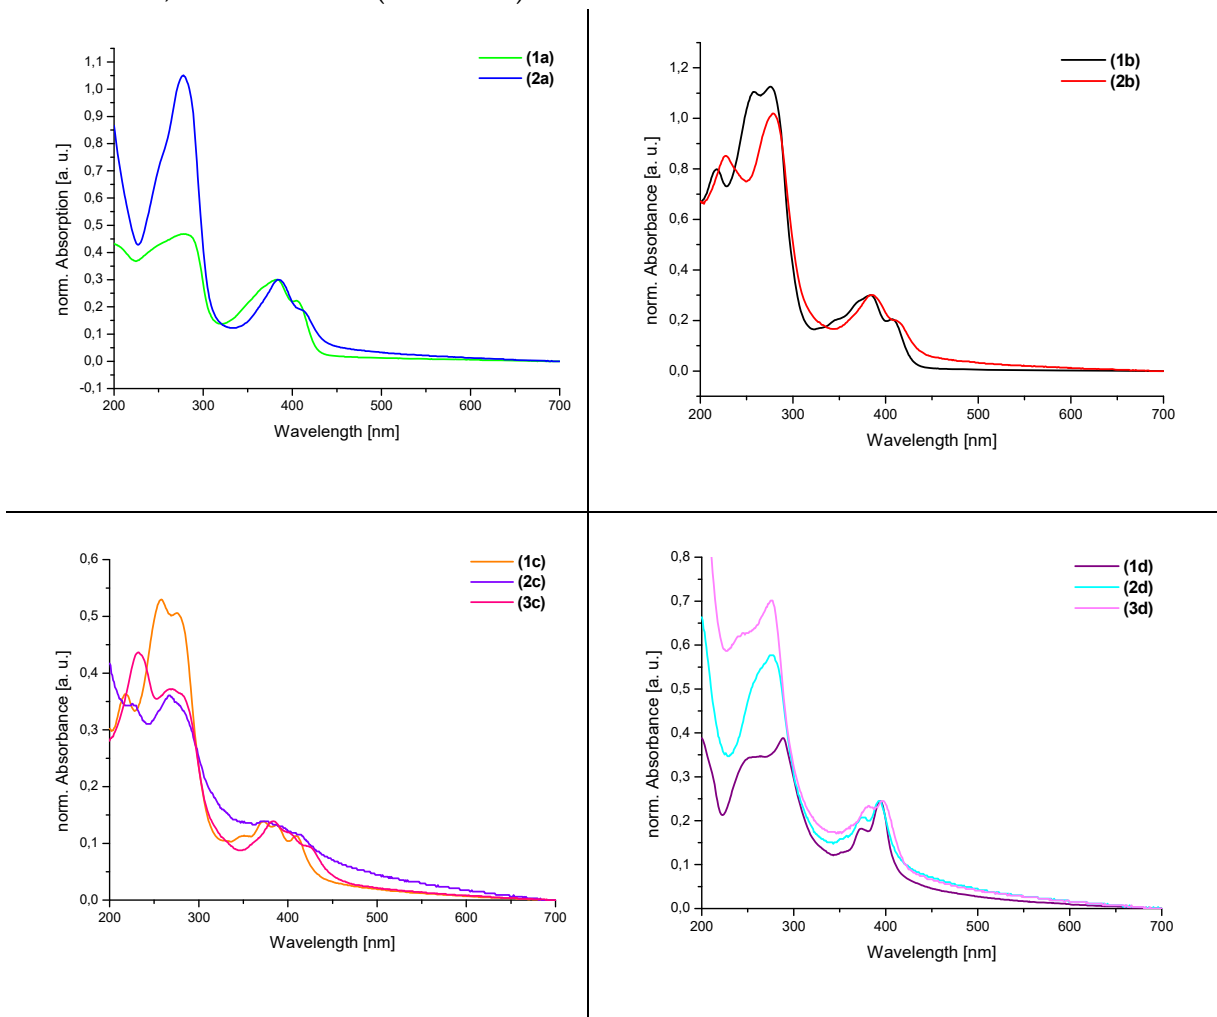 (1a)
(2a)
1,1
1,0
0,9
0,8
0,7
0,6
0,5
0,4
0,3
0,2
0,1
0,0
-0,1
norm. Absorption [a. u.]
200 300 400 500 600 700
Wavelength [nm]
(1b)
(2b)
1,2
1,0
0,8
0,6
0,4
0,2
0,0
norm. Absorbance [a. u.]
200 300 400 500 600 700
Wavelength [nm]
(1c)
(2c)
(3c)
0,6
0,5
0,4
0,3
0,2
0,1
0,0
norm. Absorbance [a. u.]
200 300 400 500 600 700
Wavelength [nm]
(1d)
(2d)
(3d)
0,8
0,7
0,6
0,5
0,4
0,3
0,2
0,1
0,0
norm. Absorbance [a. u.]
200 300 400 500 600 700
Wavelength [nm]